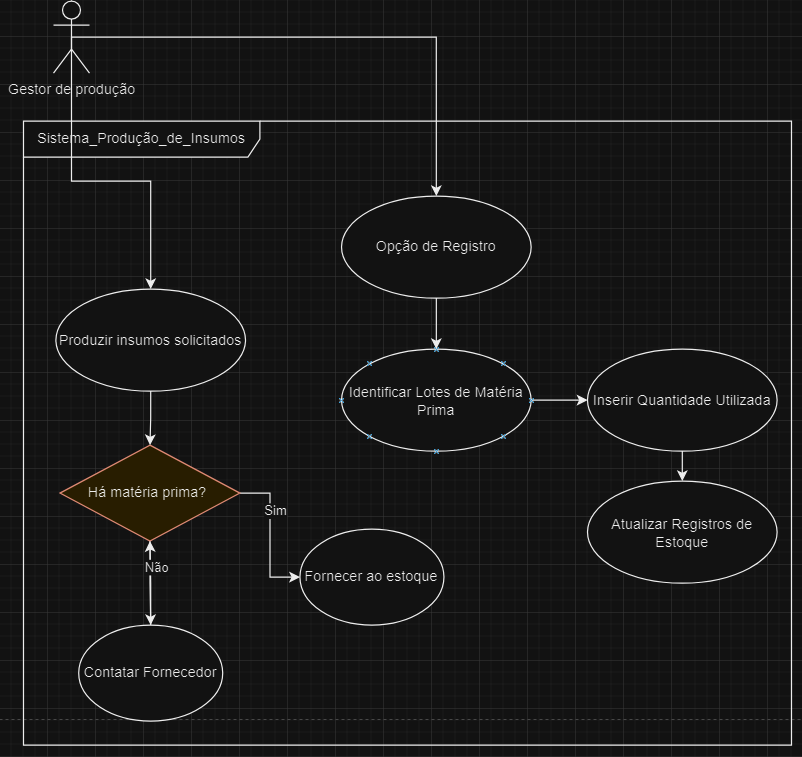 Gestor de produção
Sistema_Produção_de_Insumos
Opção de Registro
Produzir insumos solicitados
Identificar Lotes de Matéria
Prima
Inserir Quantidade Utilizada
Há matéria prima?
Sim
Atualizar Registros de
Estoque
Não
Fornecer ao estoque
Contatar Fornecedor